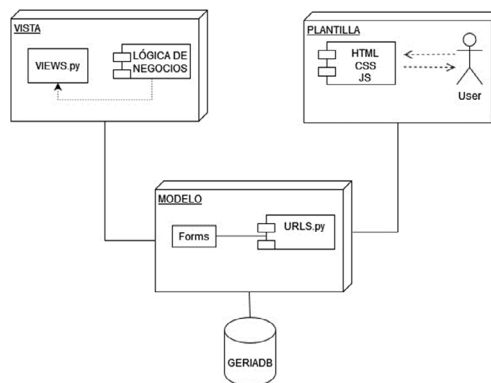 VISTA
VIEWS.py
LÓGICA DE
NEGOCIOS
PLANTILLA
HTML
CSS
JS
User
MODELO
Forms
URLS.py
GERIADB